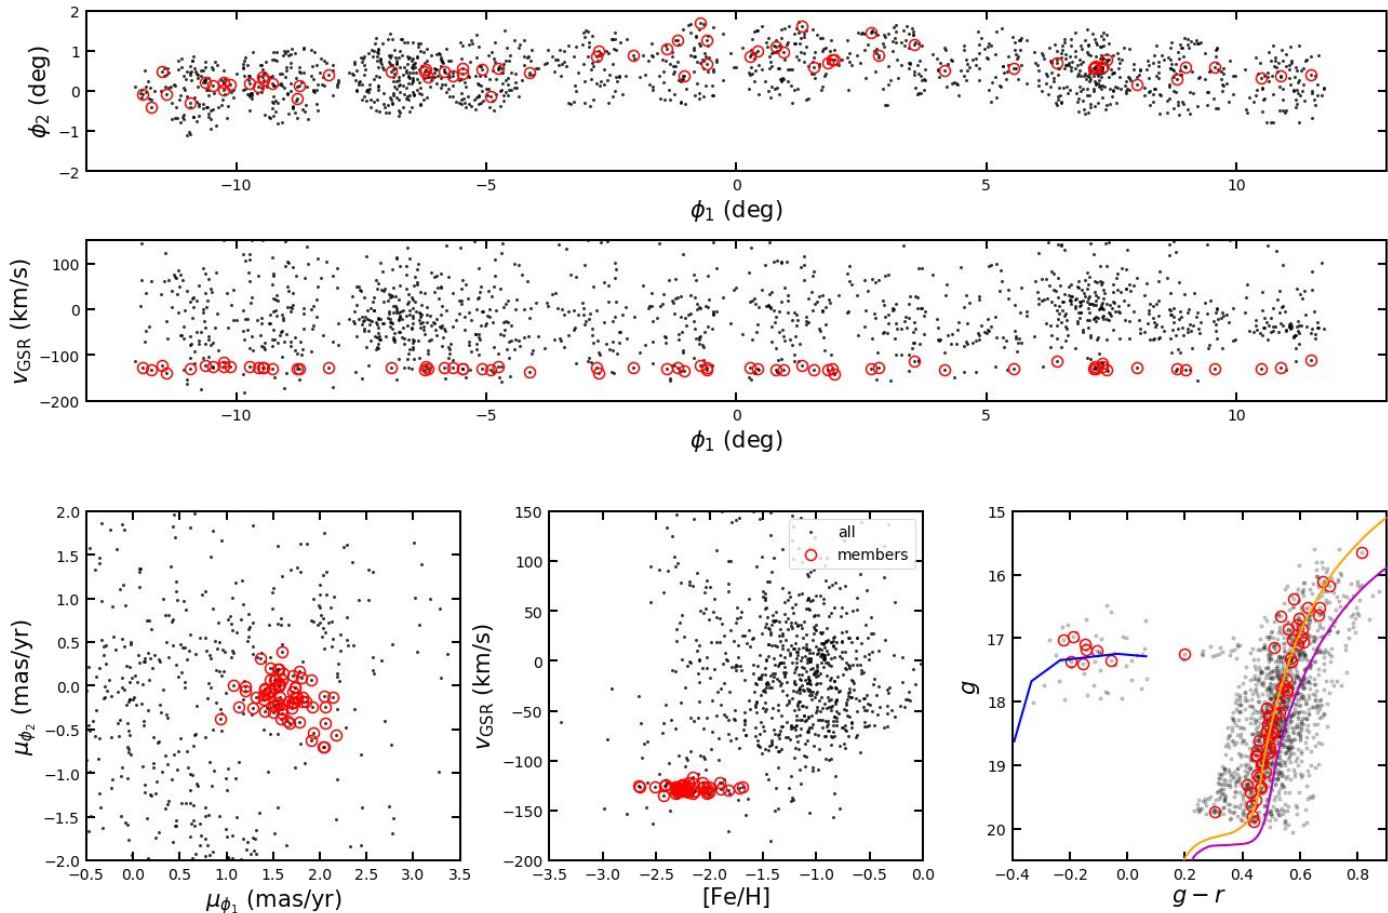 2
1
0
−1
−2
ϕ2 (deg)
−10
−5
0
5
10
ϕ1 (deg)
100
0
−100
−200
vGSR (km/s)
−10
−5
0
5
10
ϕ1 (deg)
2.0
1.5
1.0
0.5
0.0
−0.5
−1.0
−1.5
−2.0
μϕ2 (mas/yr)
−0.5 0.0 0.5 1.0 1.5 2.0 2.5 3.0 3.5
μϕ1 (mas/yr)
150
100
50
0
−50
−100
−150
−200
vGSR (km/s)
all
members
−3.5 −3.0 −2.5 −2.0 −1.5 −1.0 −0.5 0.0
[Fe/H]
15
16
17
18
19
20
g
−0.4 −0.2 0.0 0.2 0.4 0.6 0.8
g − r